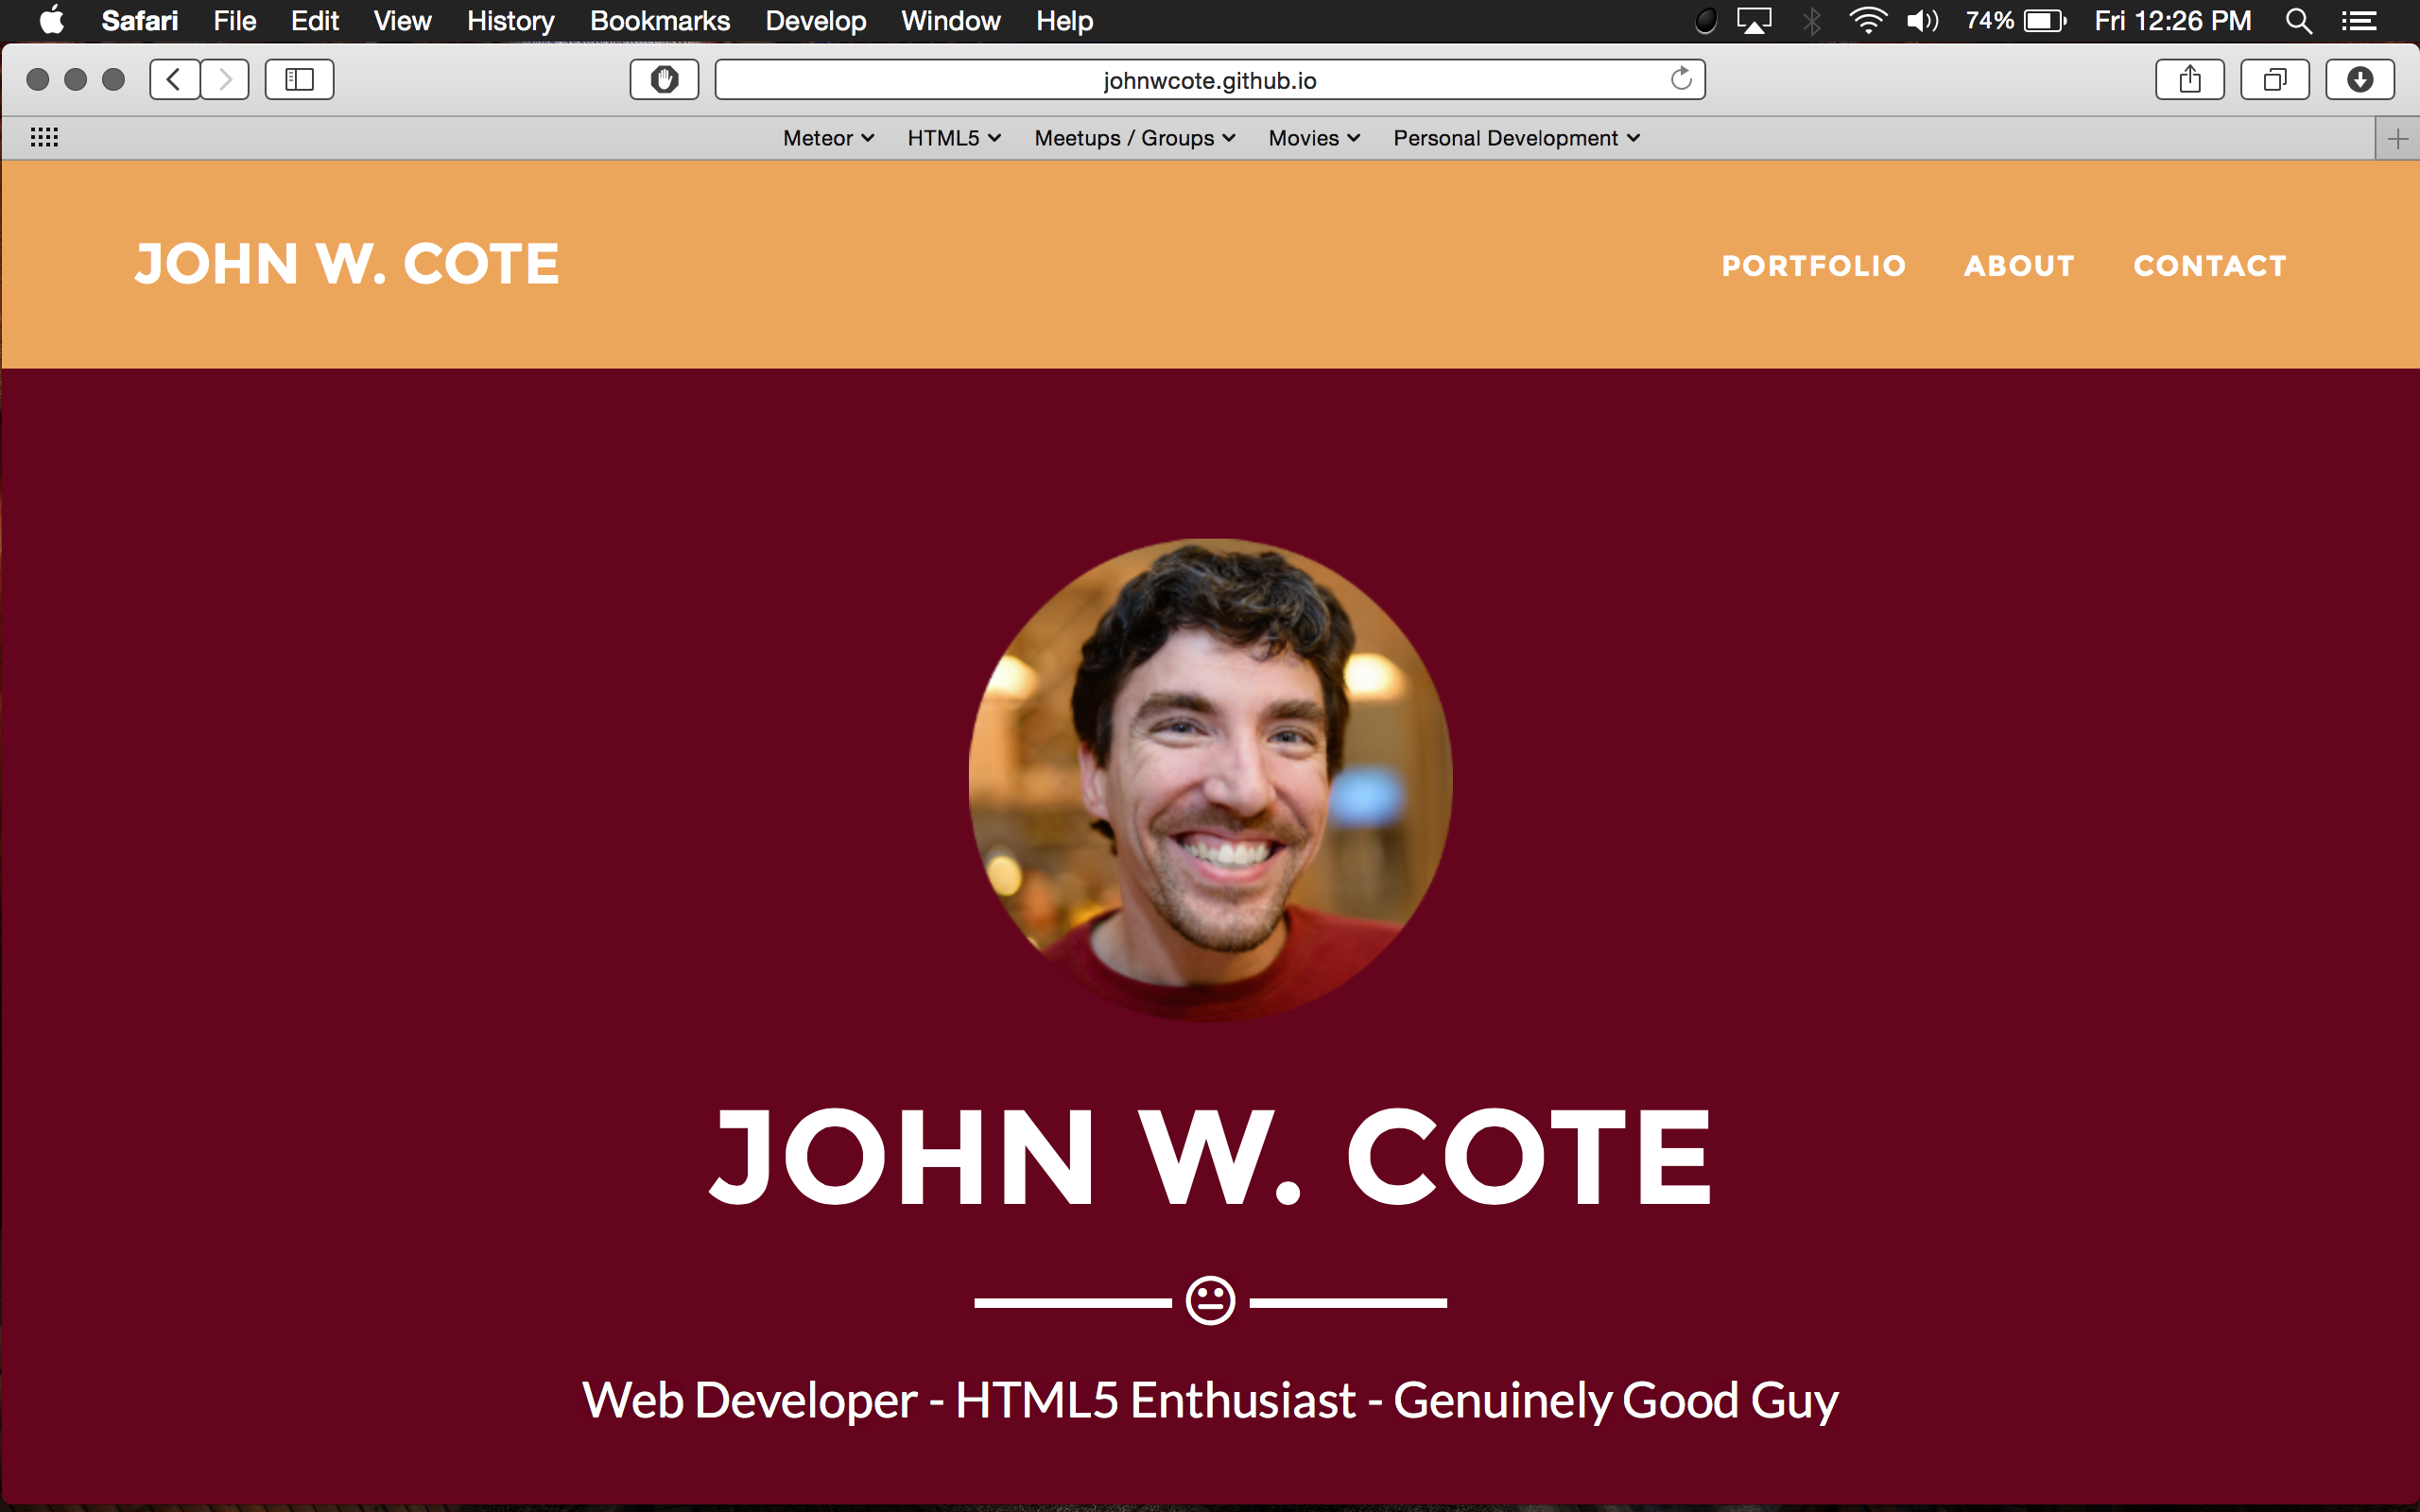 Safari File Edit View History Bookmarks Develop Window Help 74% Fri 12:26 PM
johnwcote.github.io
Meteor HTML5 Meetups / Groups Movies Personal Development
JOHN W. COTE PORTFOLIO ABOUT CONTACT
JOHN W. COTE
Web Developer - HTML5 Enthusiast - Genuinely Good Guy